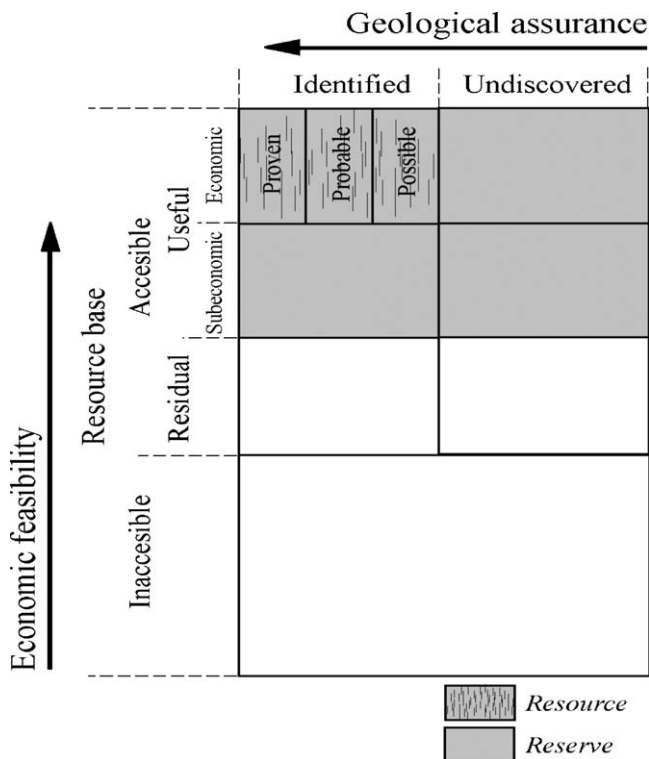 Geological assurance
Identified
Undiscovered
Economic feasibility
Resource base
Accesible
Inaccesible
Useful
Residual
Economic
Subeconomic
Proven
Probable
Possible
Resource
Reserve